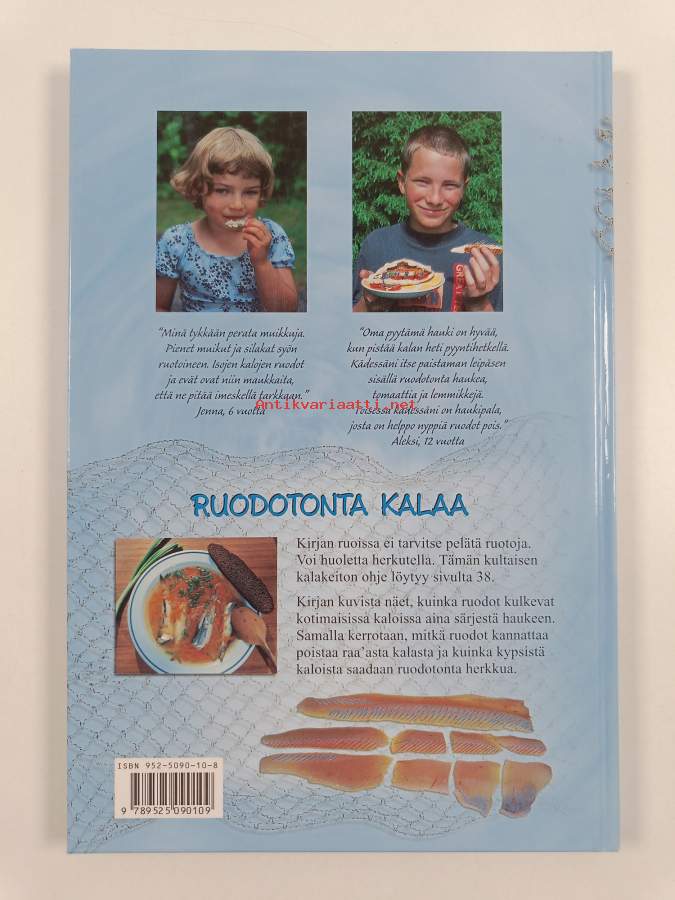 "Minä tykkään perata muikkuja.
Pienet muikut ja silakat syön
ruotoineen. Isojen kalojen ruodot
ja evät ovat niin maukkaita,
että ne pitää imeskellä tarkkaan."
Jenna, 6 vuotta
"Oma pyytämä hauki on hyvää,
kun pistää kalan heti pyyntihetkellä.
Kädessäni itse paistaman leipäsen
sisällä ruodotonta haukea,
tomaattia ja lemmikkejä.
Toisessa kädessäni on haukipala,
josta on helppo nyppiä ruodot pois."
Aleksi, 12 vuotta
Antikvariaatti.net
GREAT
RUODOTONTA KALAA
Kirjan ruoissa ei tarvitse pelätä ruotoja.
Voi huoletta herkutella. Tämän kultaisen
kalakeiton ohje löytyy sivulta 38.
Kirjan kuvista näet, kuinka ruodot kulkevat
kotimaisissa kaloissa aina särjestä haukeen.
Samalla kerrotaan, mitkä ruodot kannattaa
poistaa raa'asta kalasta ja kuinka kypsistä
kaloista saadaan ruodotonta herkkua.
ISBN 952-5090-10-8
9 789525 090109